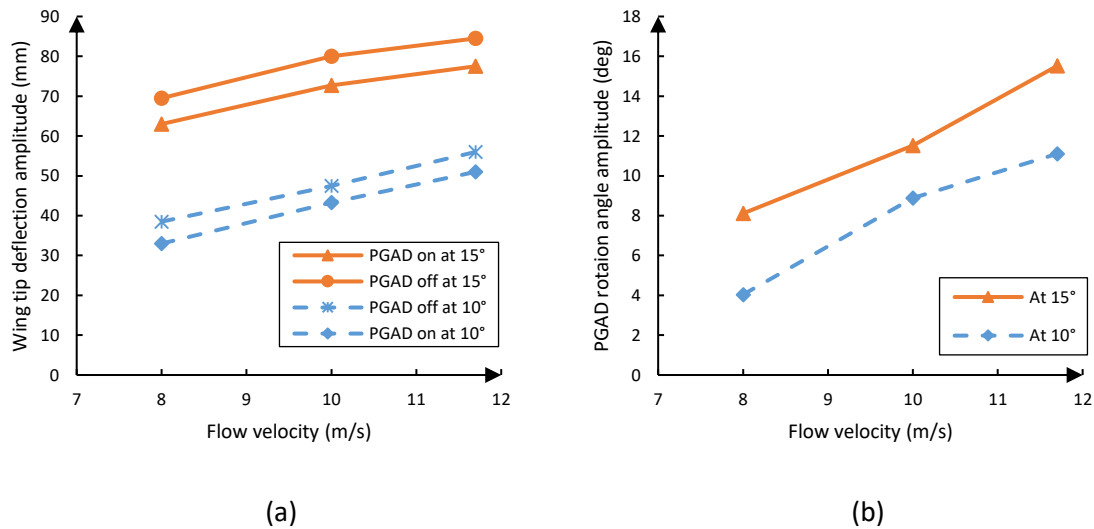 Wing tip deflection amplitude (mm)
90
80
70
60
50
40
30
20
10
0
7
8
9
10
11
12
Flow velocity (m/s)
PGAD on at 15°
PGAD off at 15°
PGAD off at 10°
PGAD on at 10°
(a)
PGAD rotaion angle amplitude (deg)
18
16
14
12
10
8
6
4
2
0
7
8
9
10
11
12
Flow velocity (m/s)
At 15°
At 10°
(b)